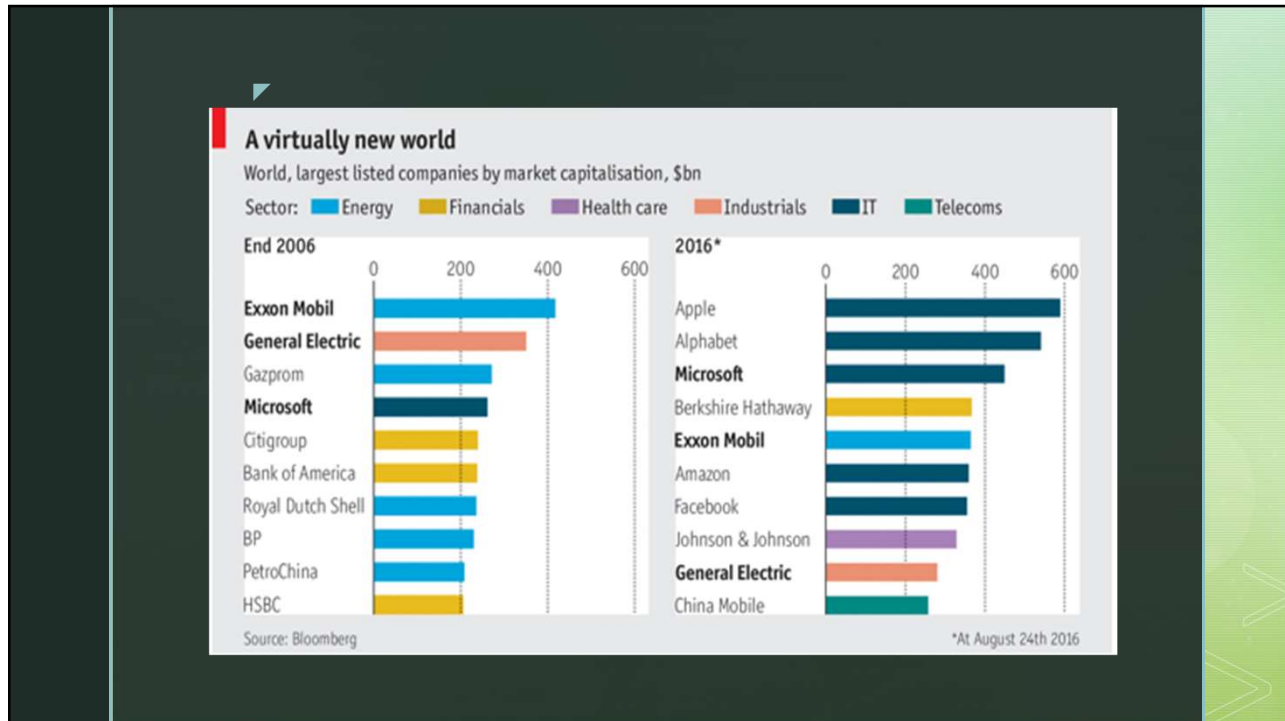 A virtually new world
World, largest listed companies by market capitalisation, $bn
Sector: Energy Financials Health care Industrials IT Telecoms
End 2006
0 200 400 600
Exxon Mobil
General Electric
Gazprom
Microsoft
Citigroup
Bank of America
Royal Dutch Shell
BP
PetroChina
HSBC
2016*
0 200 400 600
Apple
Alphabet
Microsoft
Berkshire Hathaway
Exxon Mobil
Amazon
Facebook
Johnson & Johnson
General Electric
China Mobile
Source: Bloomberg
*At August 24th 2016